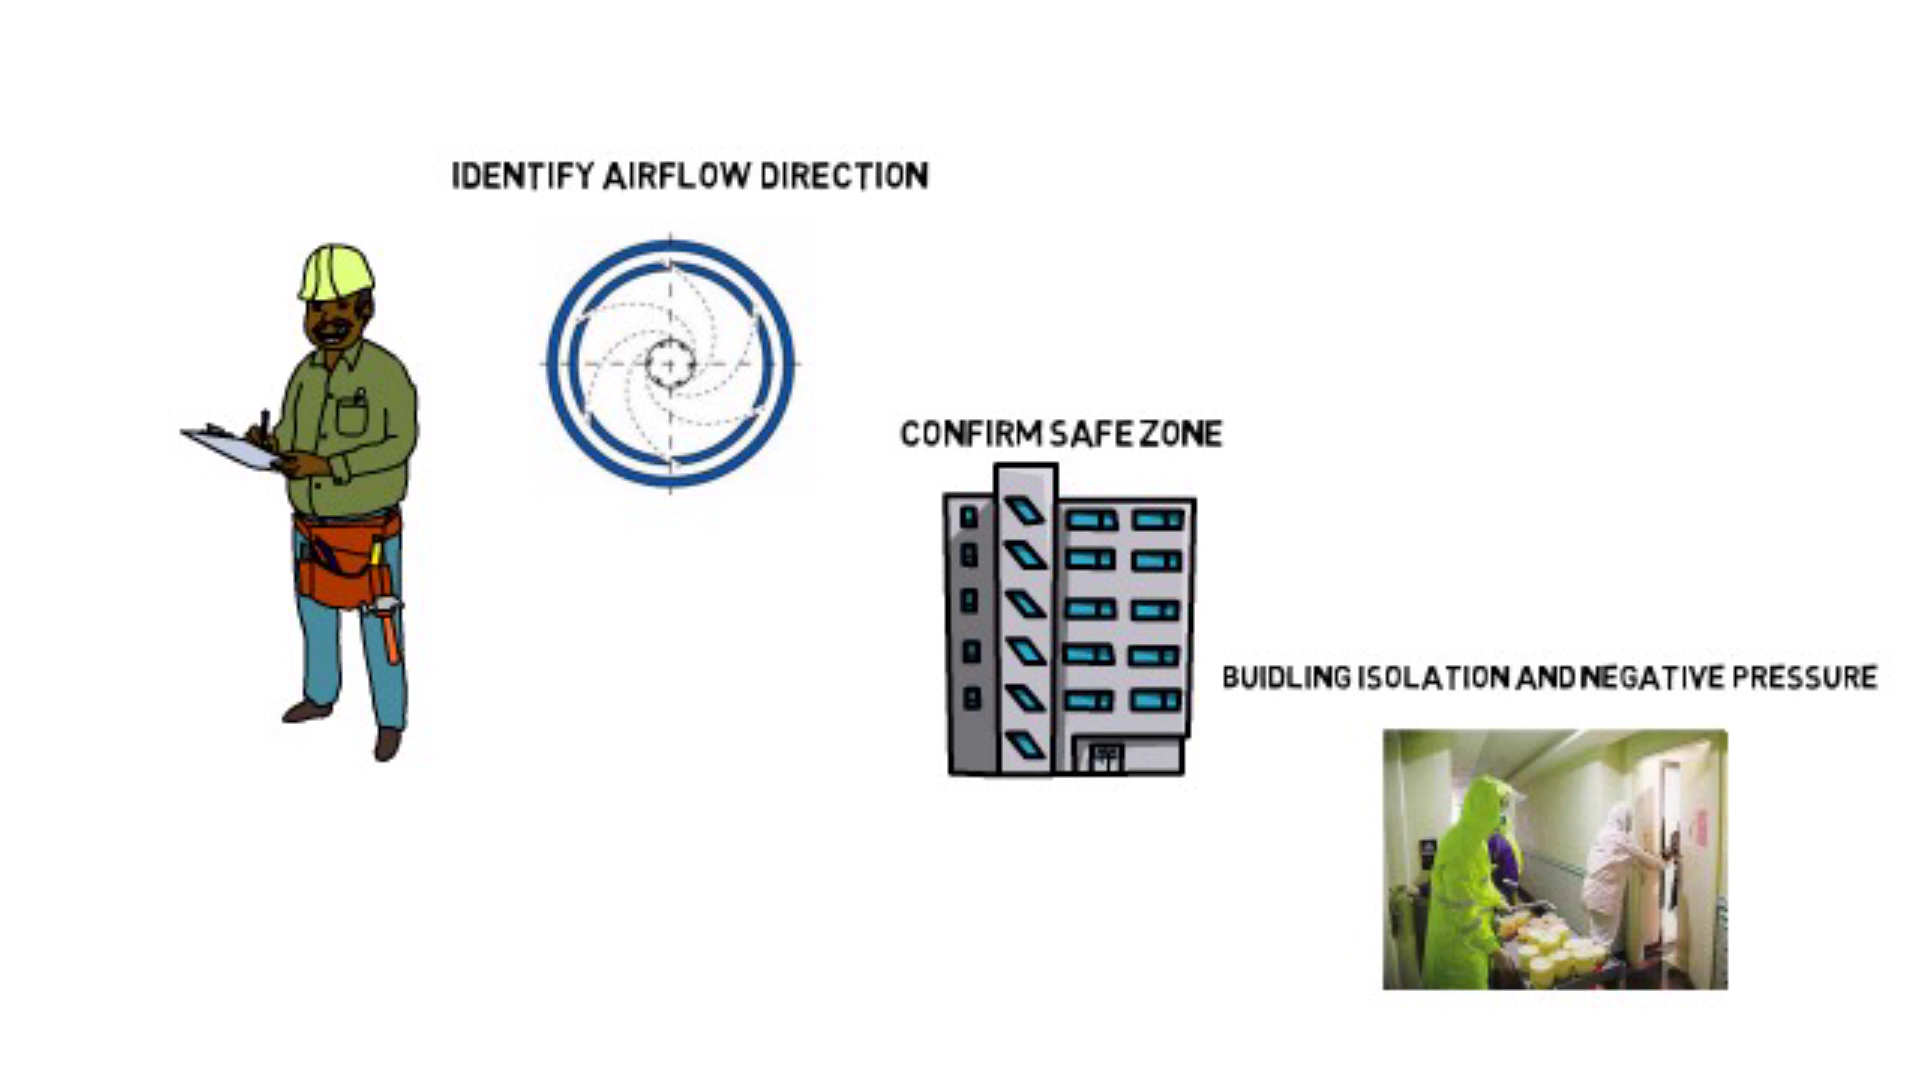 IDENTIFY AIRFLOW DIRECTION
CONFIRM SAFE ZONE
BUIDLING ISOLATION AND NEGATIVE PRESSURE